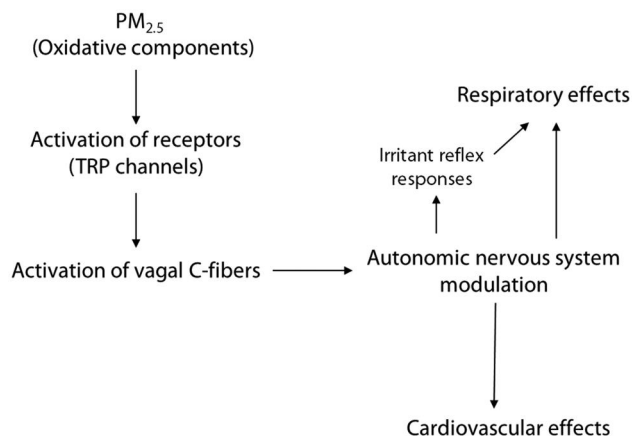 PM2.5
(Oxidative components)
Activation of receptors
(TRP channels)
Activation of vagal C-fibers
Autonomic nervous system
modulation
Irritant reflex
responses
Respiratory effects
Cardiovascular effects